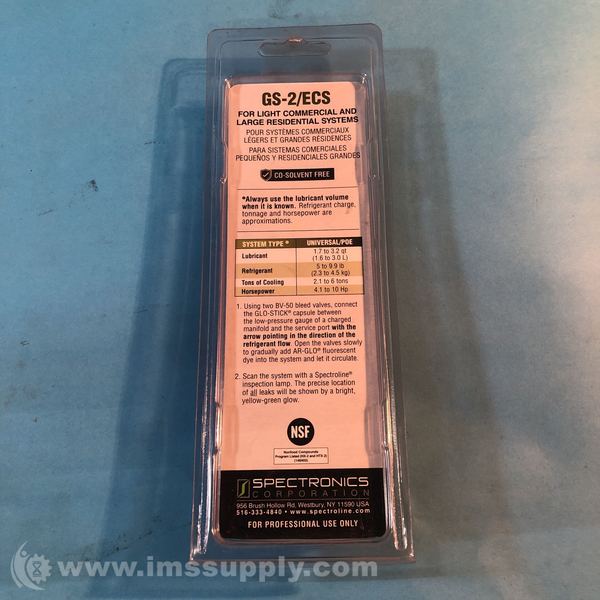 GS-2/ECS
FOR LIGHT COMMERCIAL AND
LARGE RESIDENTIAL SYSTEMS
POUR SYSTÈMES COMMERCIAUX
LÉGERS ET GRANDES RÉSIDENCES
PARA SISTEMAS COMERCIALES
PEQUEÑOS Y RESIDENCIALES GRANDES
CO-SOLVENT FREE
*Always use the lubricant volume
when it is known. Refrigerant charge,
tonnage and horsepower are
approximations.
SYSTEM TYPE* UNIVERSAL/POE
Lubricant 1.7 to 3.2 qt
(1.6 to 3.0 L)
Refrigerant 5 to 9.9 lb
(2.3 to 4.5 kg)
Tons of Cooling 2.1 to 6 tons
Horsepower 4.1 to 10 Hp
1. Using two BV-50 bleed valves, connect
the GLO-STICK® capsule between
the low-pressure gauge of a charged
manifold and the service port with the
arrow pointing in the direction of the
refrigerant flow. Open the valves slowly
to gradually add AR-GLO® fluorescent
dye into the system and let it circulate.
2. Scan the system with a Spectroline®
inspection lamp. The precise location
of all leaks will be shown by a bright,
yellow-green glow.
NSF
Nonfood Compounds
Program Listed (HX-2 and HTX-2)
SPECTRONICS
CORPORATION
956 Brush Hollow Rd, Westbury, NY 11590 USA
516-333-4840 • www.spectroline.com
FOR PROFESSIONAL USE ONLY
www.imssupply.com